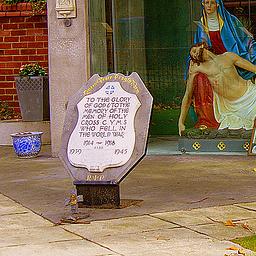 TO THE GLORY
OF GOD & TO THE
MEMORY OF THE
MEN OF HOLY
CROSS C.Y.M.S
WHO FELL IN
THE WORLD WAR
1914 - 1918
1939 1945
R.I.P